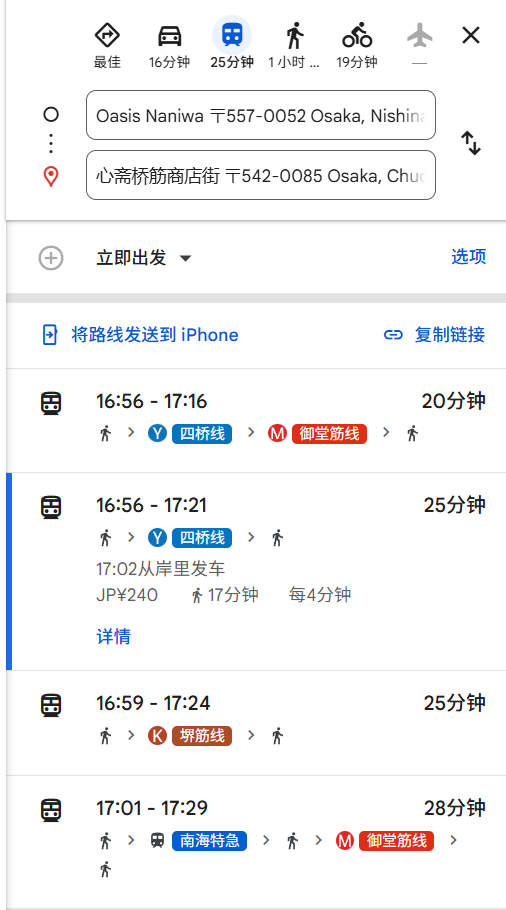 最佳
16分钟
25分钟
1 小时 ...
19分钟
—
Oasis Naniwa 〒557-0052 Osaka, Nishina
心斋桥筋商店街 〒542-0085 Osaka, Chuo
立即出发
选项
将路线发送到 iPhone
复制链接
16:56 - 17:16
20分钟
Y 四桥线 > M 御堂筋线 >
16:56 - 17:21
25分钟
Y 四桥线 >
17:02从岸里发车
JP¥240 17分钟 每4分钟
详情
16:59 - 17:24
25分钟
K 堺筋线 >
17:01 - 17:29
28分钟
南海特急 > > M 御堂筋线 >